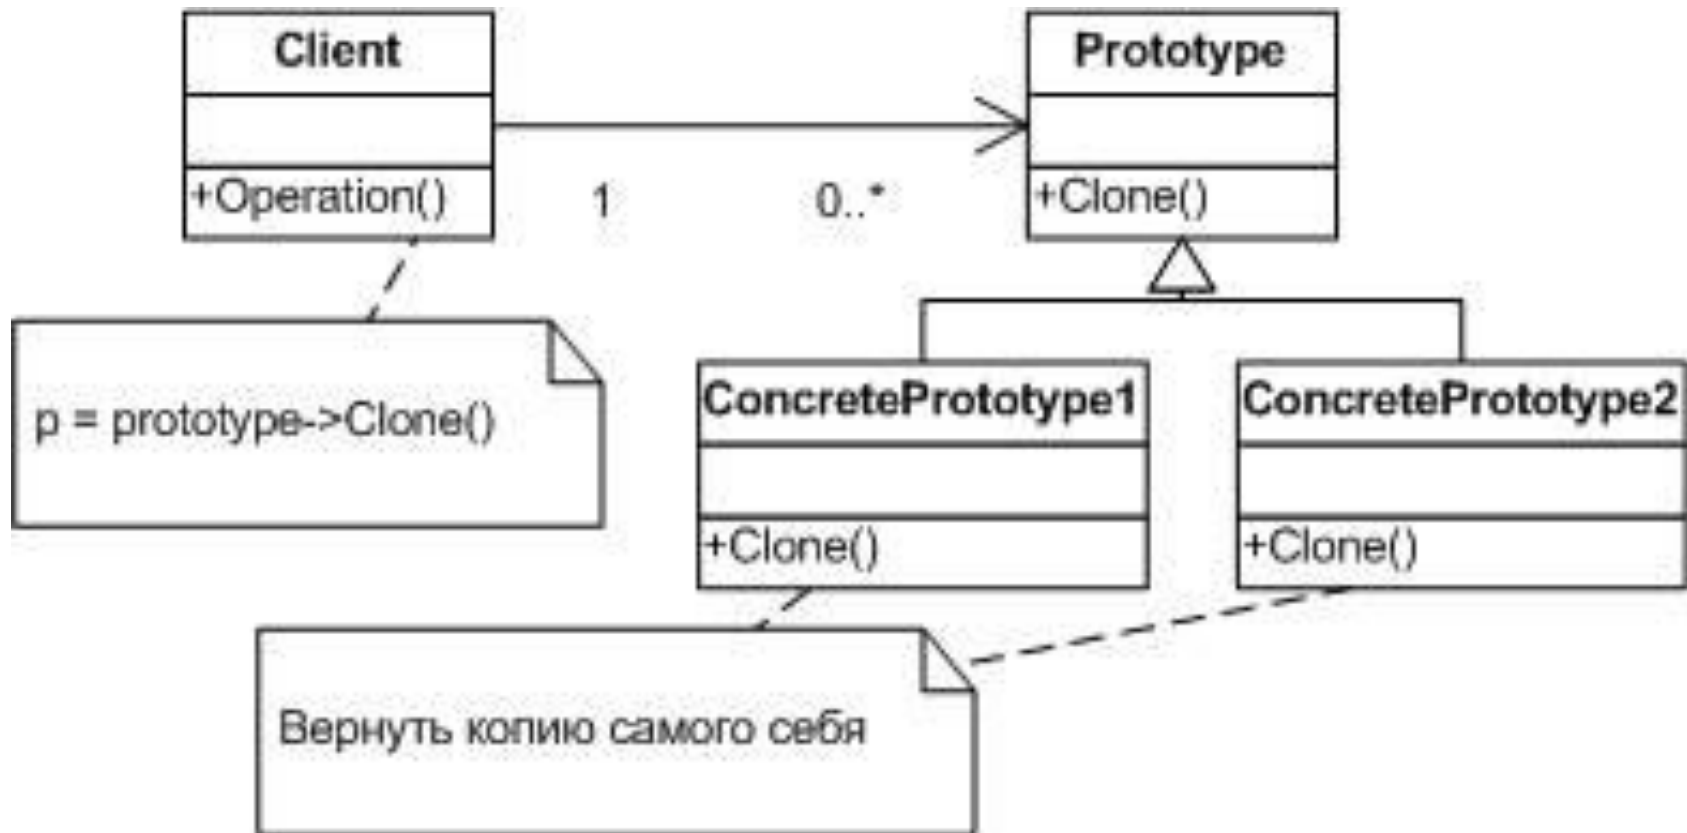 Client
Prototype
+Operation()
1
0..*
+Clone()
p = prototype->Clone()
ConcretePrototype1
ConcretePrototype2
+Clone()
+Clone()
Вернуть копию самого себя